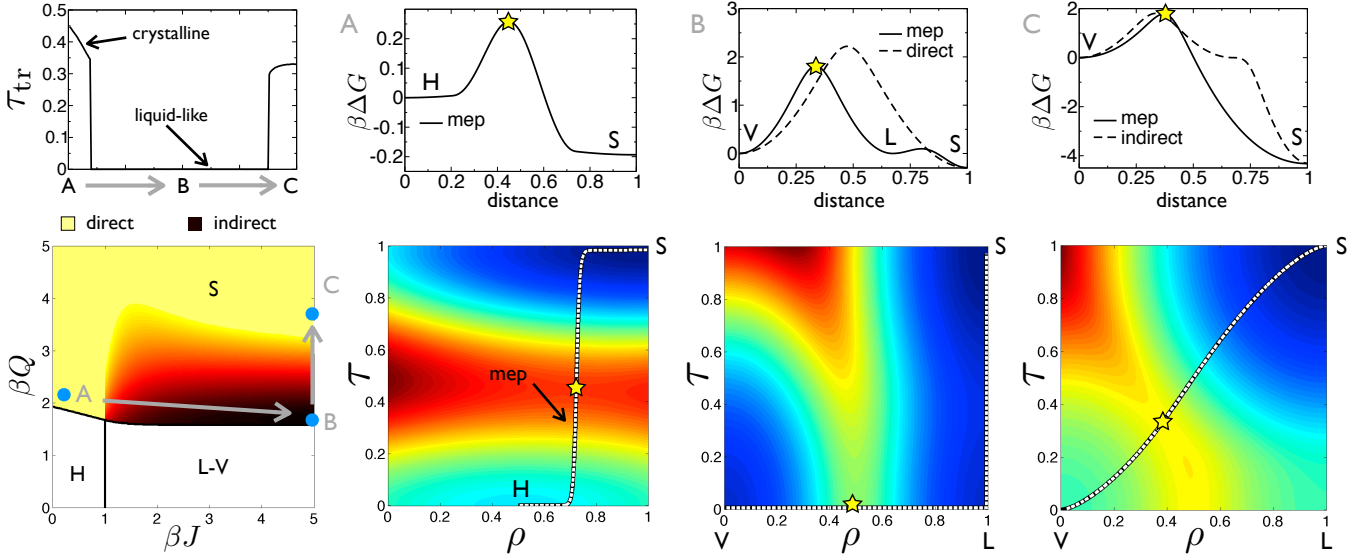 0.5
0.4
0.3
0.2
0.1
0
τtr
crystalline
liquid-like
A
B
C
A
0.2
0.1
0
-0.1
-0.2
βΔG
H
mep
S
0 0.2 0.4 0.6 0.8 1
distance
B
3
2
1
0
βΔG
mep
direct
V
L
S
0 0.25 0.5 0.75 1
distance
C
2
0
-2
-4
βΔG
V
mep
indirect
S
0 0.25 0.5 0.75 1
distance
direct
indirect
5
4
3
2
1
0
βQ
S
C
A
B
H
L-V
0 1 2 3 4 5
βJ
1
0.8
0.6
0.4
0.2
0
τ
S
mep
H
0 0.2 0.4 0.6 0.8 1
ρ
1
0.8
0.6
0.4
0.2
0
τ
S
0 0.2 0.4 0.6 0.8 1
V
ρ
L
1
0.8
0.6
0.4
0.2
0
τ
S
0 0.2 0.4 0.6 0.8 1
V
ρ
L